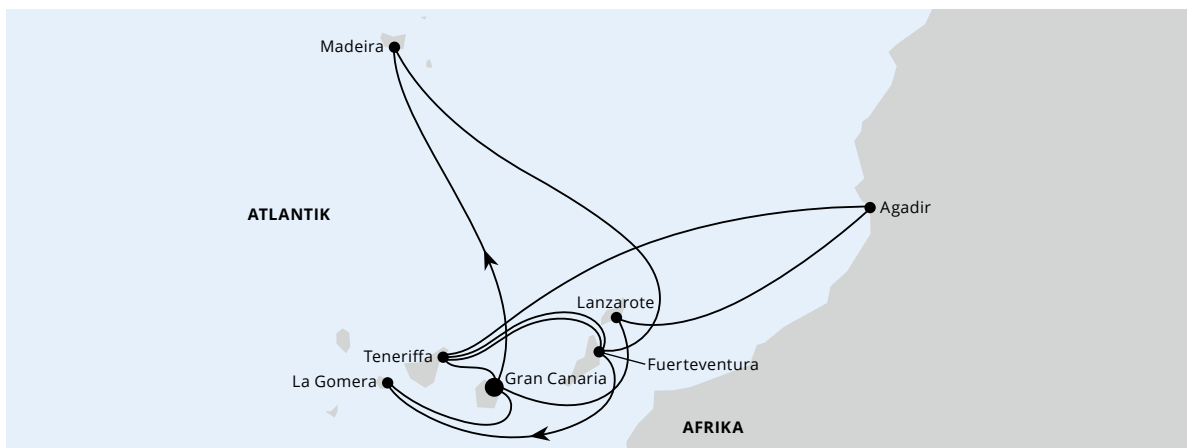 Madeira
Agadir
ATLANTIK
Lanzarote
Teneriffa
Fuerteventura
La Gomera
Gran Canaria
AFRIKA